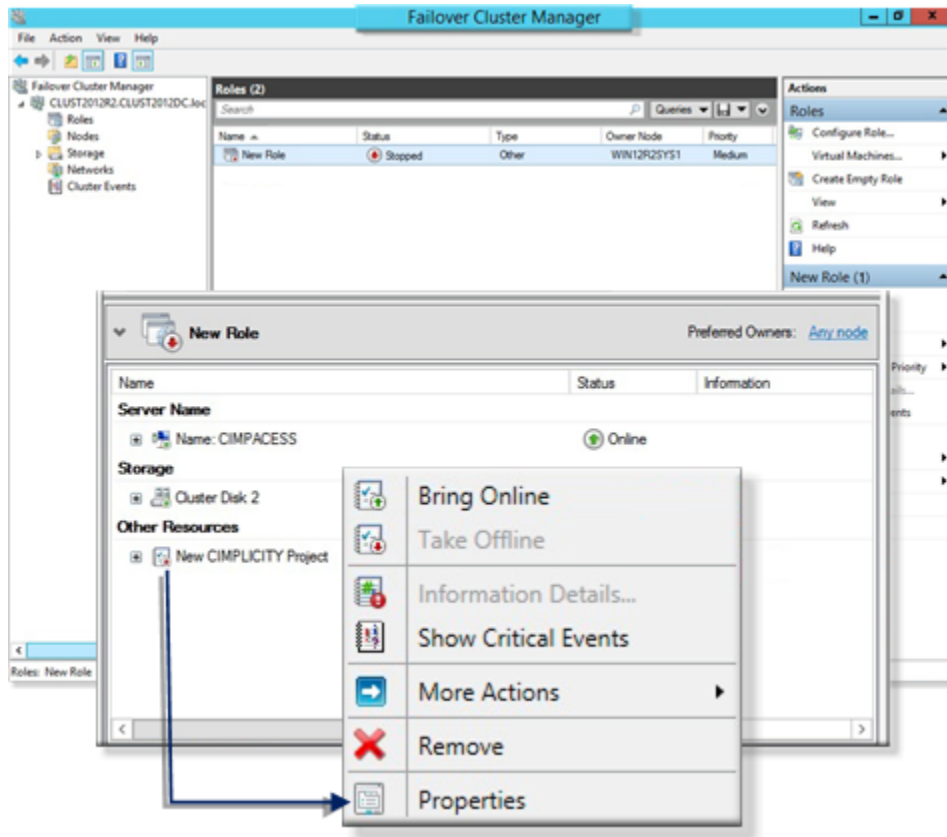 Failover Cluster Manager
File Action View Help
Failover Cluster Manager
CLUST2012R2.CLUST2012DC.loc
Roles
Nodes
Storage
Networks
Cluster Events
Roles (2)
Search
Queries
Name Status Type Owner Node Priority
New Role Stopped Other WIN12R2SYS1 Medium
Actions
Roles
Configure Role...
Virtual Machines...
Create Empty Role
View
Refresh
Help
New Role (1)
Priority
ails...
ents
New Role Preferred Owners: Any node
Name Status Information
Server Name
Name: CIMPACESS Online
Storage
Cluster Disk 2
Other Resources
New CIMPLICITY Project
Bring Online
Take Offline
Information Details...
Show Critical Events
More Actions
Remove
Properties
Roles: New Role